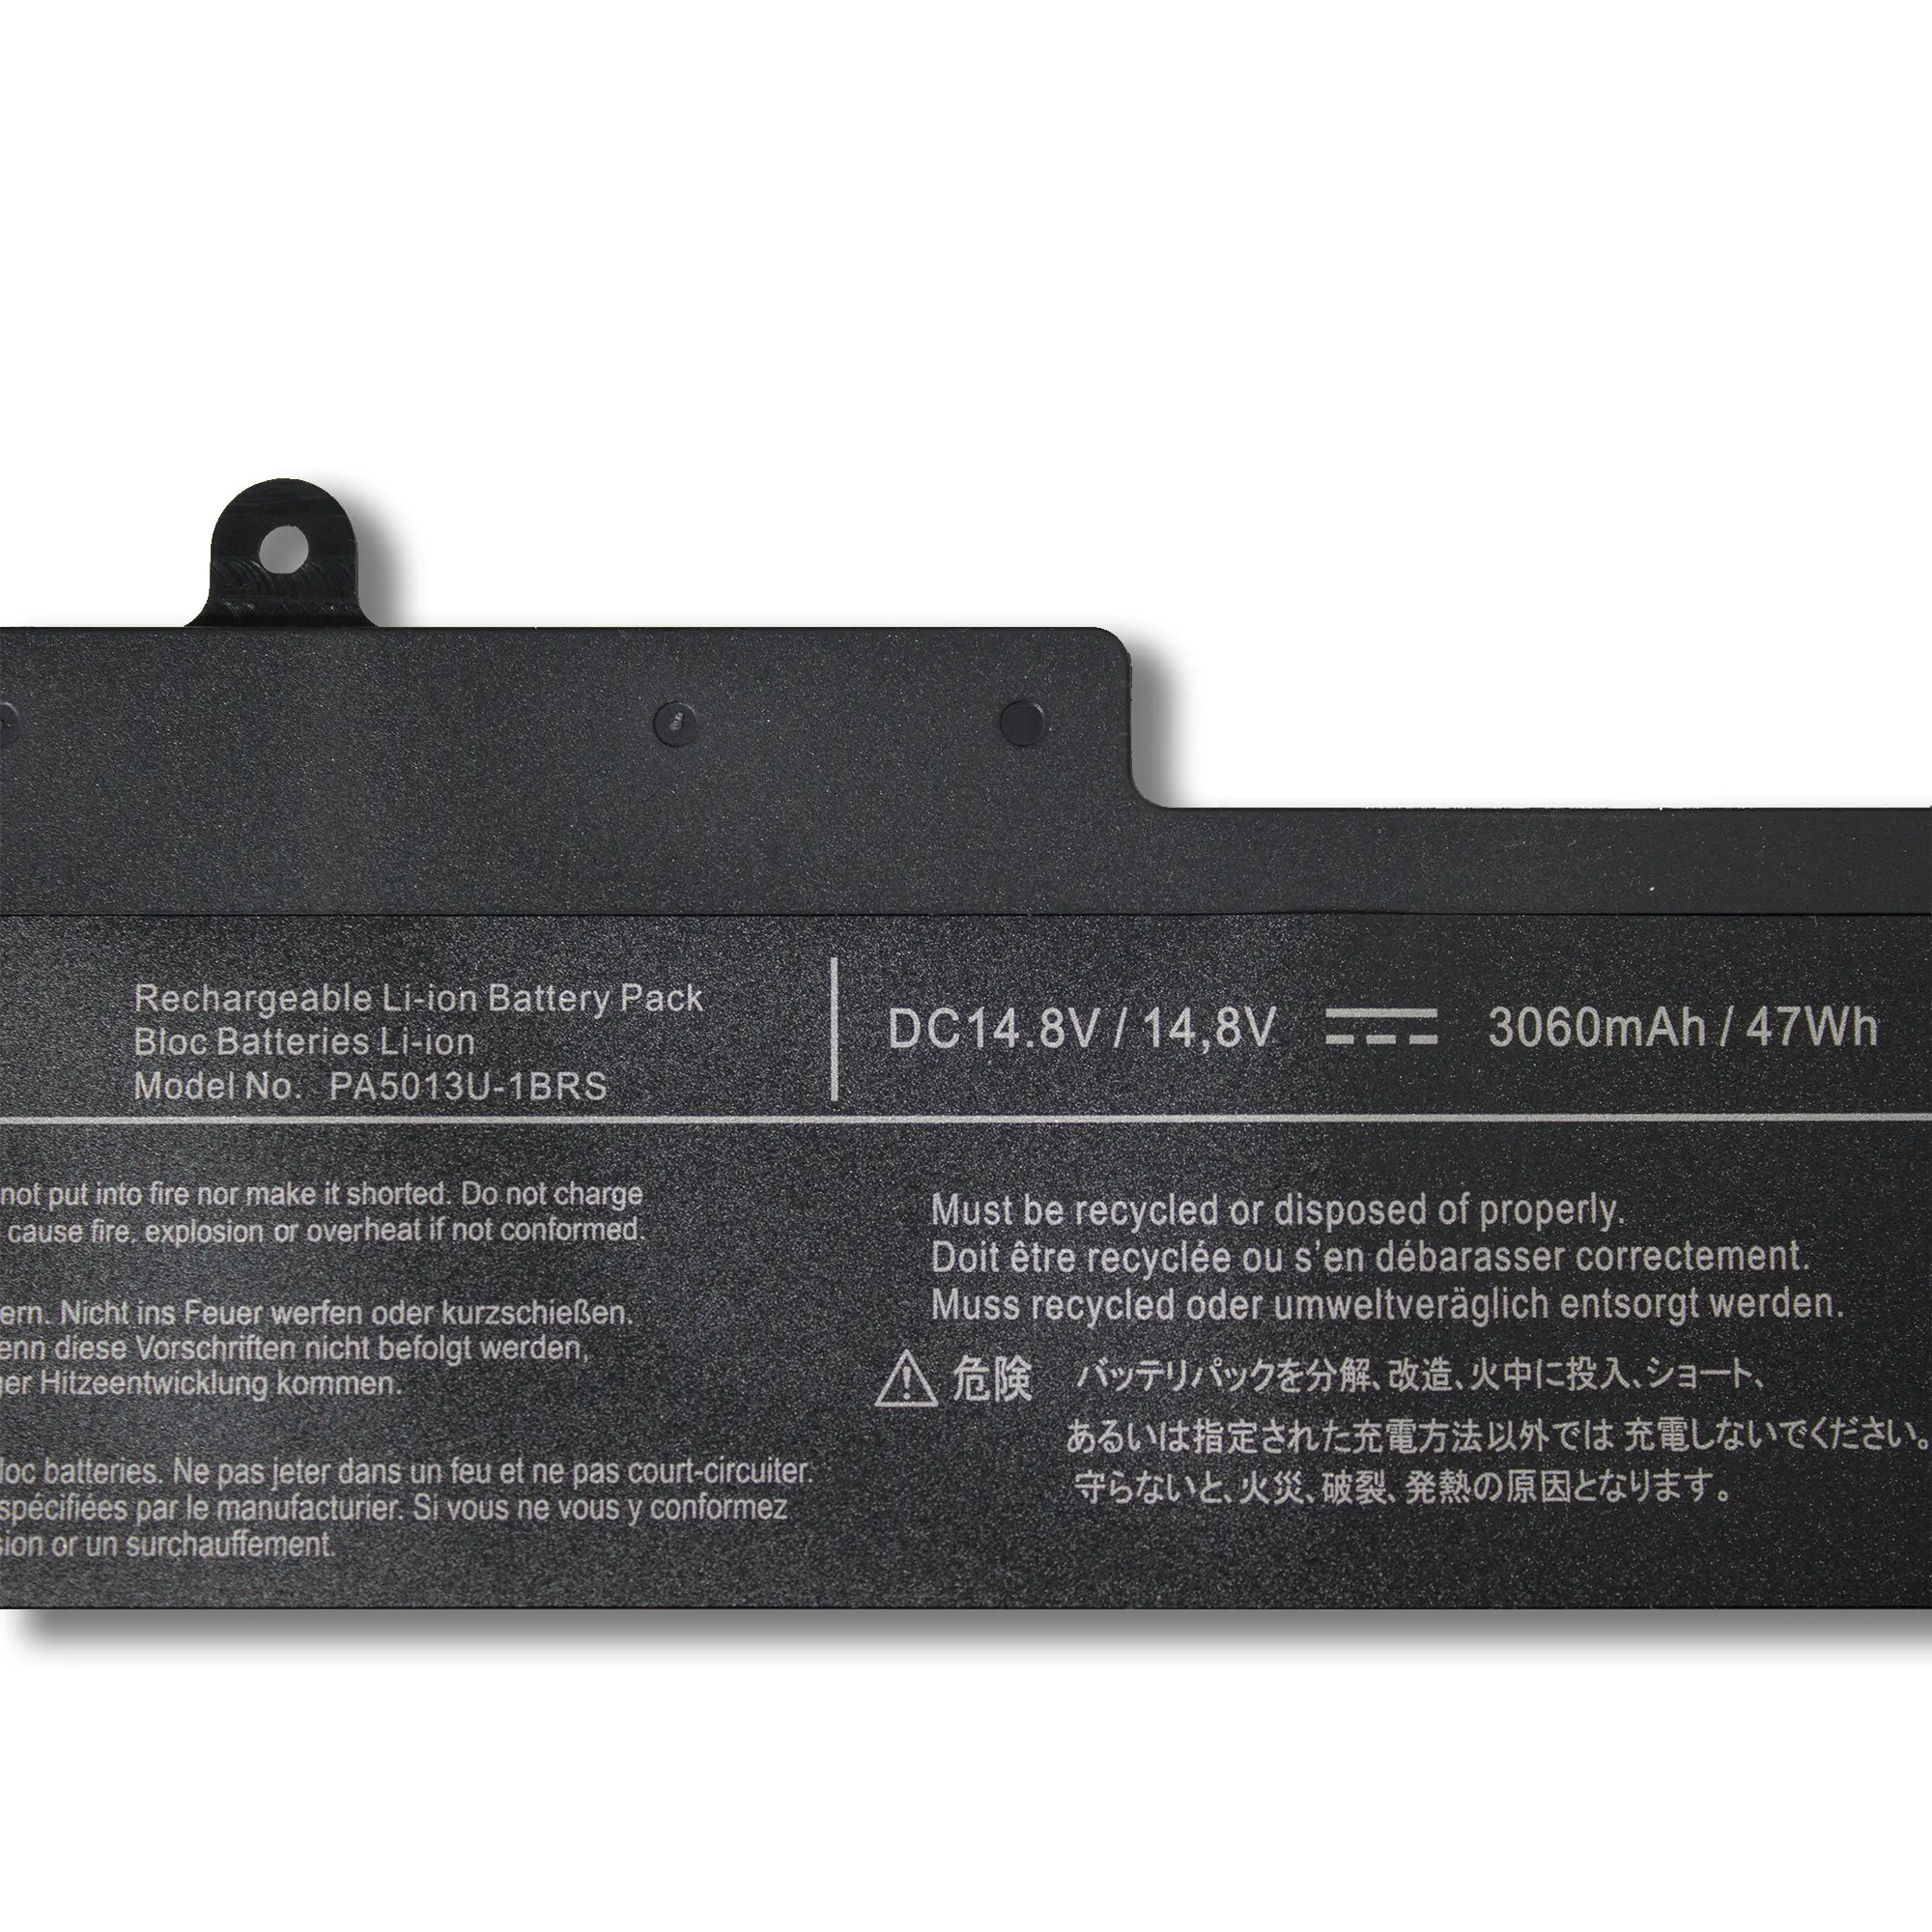 Rechargeable Li-ion Battery Pack
Bloc Batteries Li-ion
Model No. PA5013U-1BRS
DC14.8V / 14,8V 3060mAh / 47Wh
not put into fire nor make it shorted. Do not charge
cause fire. explosion or overheat if not conformed.
Nicht ins Feuer werfen oder kurzschießen.
diese Vorschriften nicht befolgt werden,
Hitzeentwicklung kommen.
batteries. Ne pas jeter dans un feu et ne pas court-circuiter.
spécifiées par le manufacturier. Si vous ne vous y conformez
or un surchauffement.
Must be recycled or disposed of properly.
Doit être recyclée ou s'en débarasser correctement.
Muss recycled oder umweltveräglich entsorgt werden.
危険 バッテリパックを分解、改造、火中に投入、ショート、
あるいは指定された充電方法以外では 充電しないでください。
守らないと、火災、破裂、発熱の原因となります。